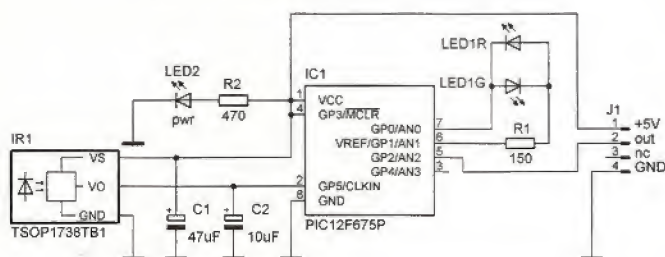 LED1R
LED1G
LED2
pwr
R2
470
IC1
1
VCC
4
GP3/MCLR
GP0/AN0
7
VREF/GP1/AN1
6
GP2/AN2
5
GP4/AN3
3
2
GP5/CLKIN
8
GND
PIC12F675P
R1
150
J1
1
+5V
2
out
3
nc
4
GND
IR1
VS
VO
GND
TSOP1738TB1
+
C1
47uF
+
C2
10uF